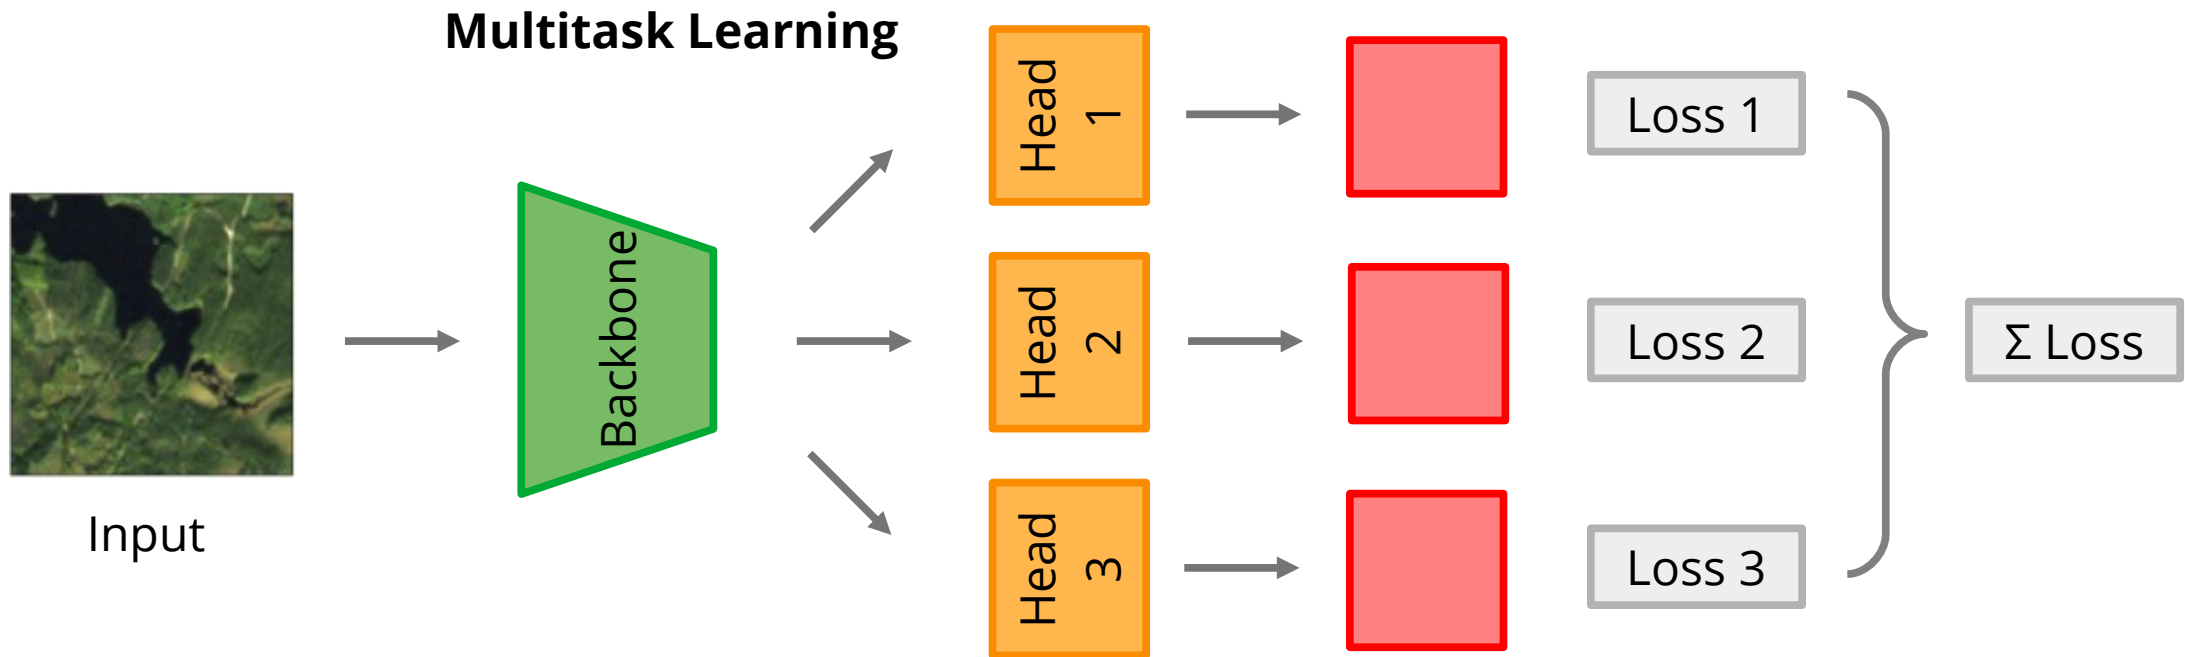 Multitask Learning
Input
Backbone
Head
1
Head
2
Head
3
Loss 1
Loss 2
Loss 3
Σ Loss